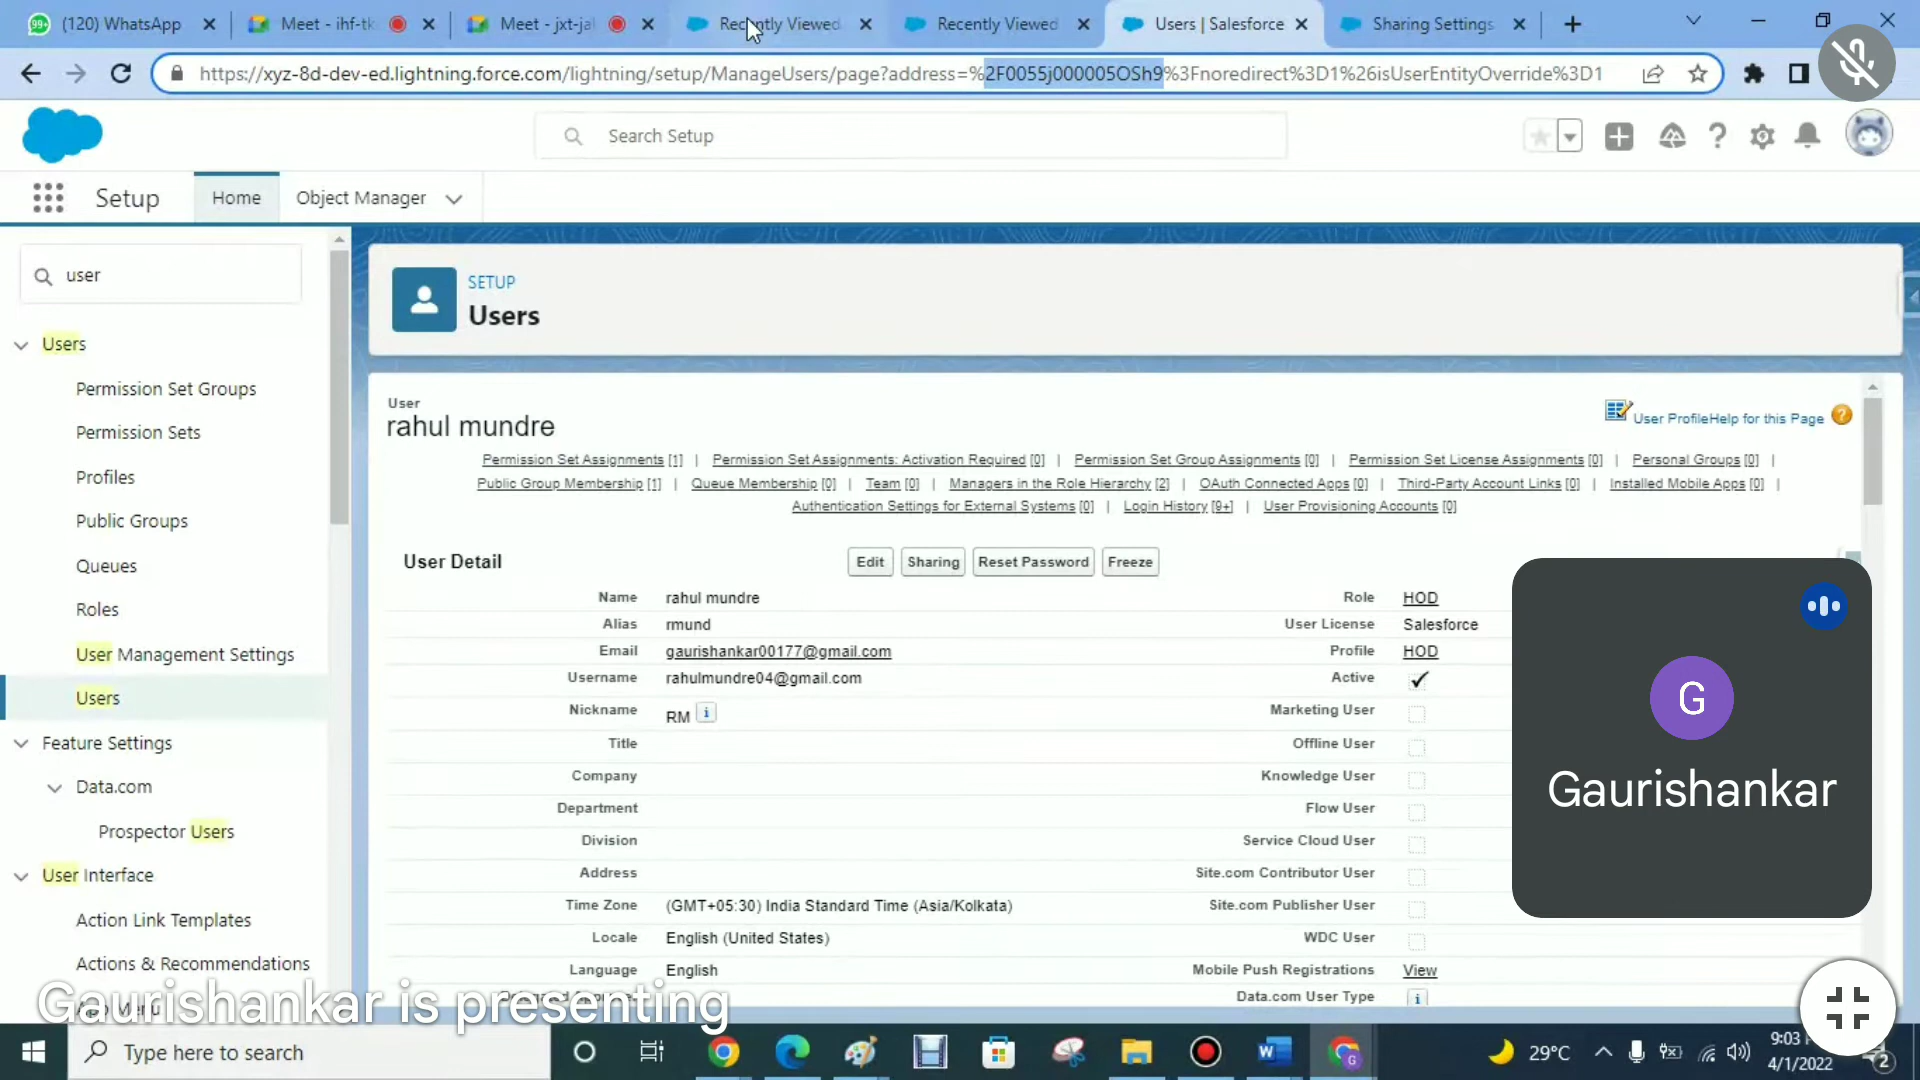 (120) WhatsApp
Meet - ihf-tk
Meet - jxt-jal
Recently Viewed
Recently Viewed
Users | Salesforce
Sharing Settings
https://xyz-8d-dev-ed.lightning.force.com/lightning/setup/ManageUsers/page?address=%2F0055j000005OSh9%3Fnoredirect%3D1%26isUserEntityOverride%3D1
Search Setup
Setup
Home
Object Manager
user
Users
Permission Set Groups
Permission Sets
Profiles
Public Groups
Queues
Roles
User Management Settings
Users
Feature Settings
Data.com
Prospector Users
User Interface
Action Link Templates
Actions & Recommendations
SETUP
Users
User
rahul mundre
User Profile Help for this Page ?
Permission Set Assignments [1] | Permission Set Assignments: Activation Required [0] | Permission Set Group Assignments [0] | Permission Set License Assignments [0] | Personal Groups [0] |
Public Group Membership [1] | Queue Membership [0] | Team [0] | Managers in the Role Hierarchy [2] | OAuth Connected Apps [0] | Third-Party Account Links [0] | Installed Mobile Apps [0] |
Authentication Settings for External Systems [0] | Login History [9+] | User Provisioning Accounts [0]
User Detail
Edit
Sharing
Reset Password
Freeze
Name rahul mundre
Alias rmund
Email gaurishankar00177@gmail.com
Username rahulmundre04@gmail.com
Nickname RM i
Title
Company
Department
Division
Address
Time Zone (GMT+05:30) India Standard Time (Asia/Kolkata)
Locale English (United States)
Language English
Role HOD
User License Salesforce
Profile HOD
Active
Marketing User
Offline User
Knowledge User
Flow User
Service Cloud User
Site.com Contributor User
Site.com Publisher User
WDC User
Mobile Push Registrations View
Data.com User Type i
G
Gaurishankar
Gaurishankar is presenting
Type here to search
29°C
9:03
4/1/2022
2